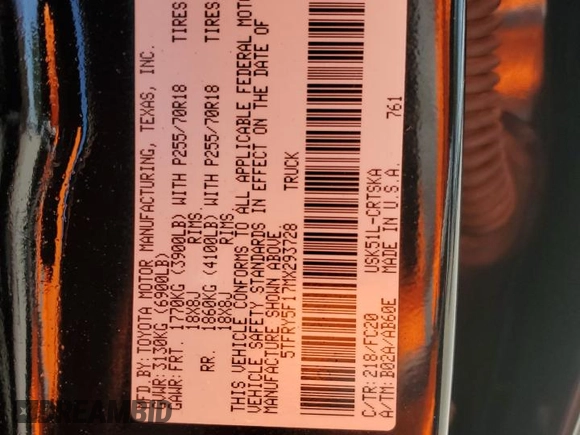 MFD.BY:TOYOTA MOTOR MANUFACTURING, TEXAS, INC.
GVWR:3130KG(6900LB)
GAWR:FRT. 1770KG(3900LB) WITH P255/70R18 TIRES
18X8J RIMS,
RR. 1860KG(4100LB) WITH P255/70R18 TIRES
18X8J RIMS,
THIS VEHICLE CONFORMS TO ALL APPLICABLE FEDERAL MOTOR
VEHICLE SAFETY STANDARDS IN EFFECT ON THE DATE OF
MANUFACTURE SHOWN ABOVE.
5TFRY5F17MX293728 TRUCK
C/TR:218/FC20 USK51L-CRTSKA 761
A/TM:B02A/AB60E MADE IN U.S.A.
DREAMBID